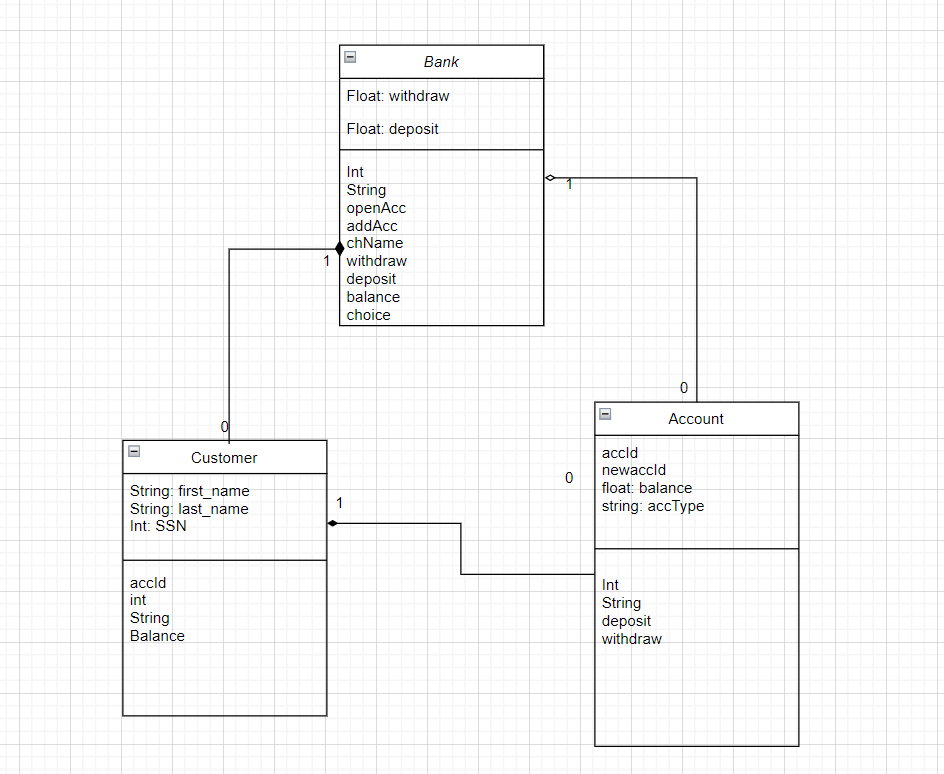 Bank
Float: withdraw
Float: deposit
Int
String
openAcc
addAcc
chName
withdraw
deposit
balance
choice
1
1
0
0
Customer
String: first_name
String: last_name
Int: SSN
accId
int
String
Balance
1
0
Account
accId
newaccId
float: balance
string: accType
Int
String
deposit
withdraw